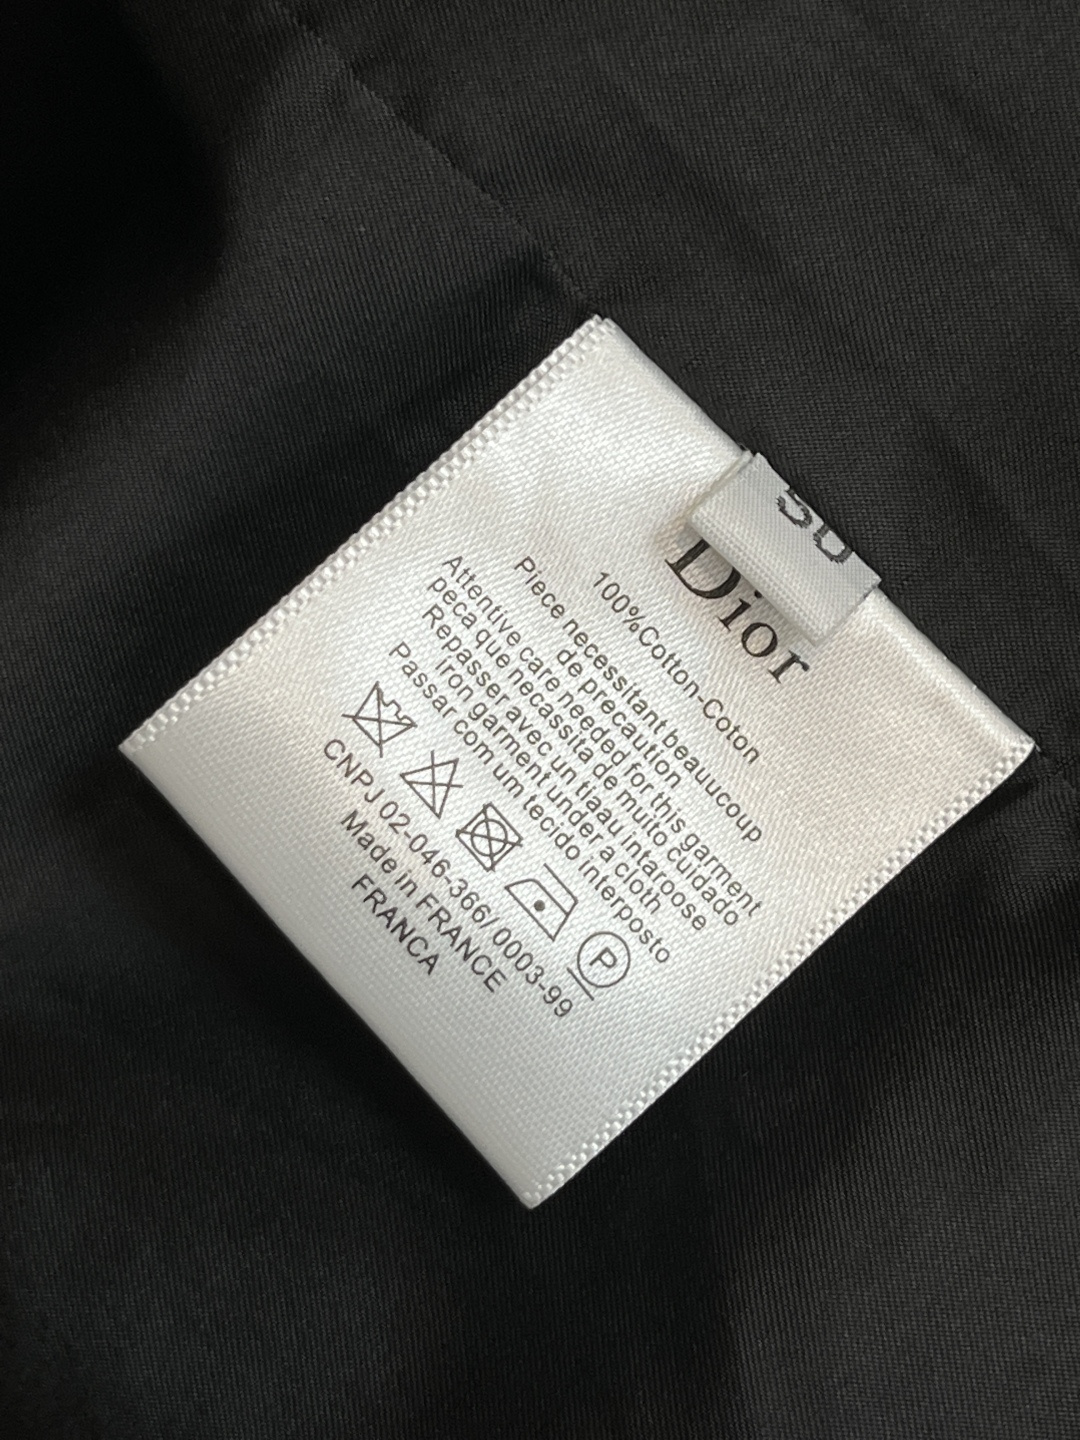 50
Dior
100%Cotton-Coton
Piece necessitant beauucoup
de precaution
Attentive care needed for this garment
peca que necassita de muito cuidado
Repasser avec un tiaau intaroose
iron garment under a cloth
Passar com um tecido interposto
P
CNPJ 02-046-366/0003-99
Made in FRANCE
FRANCA